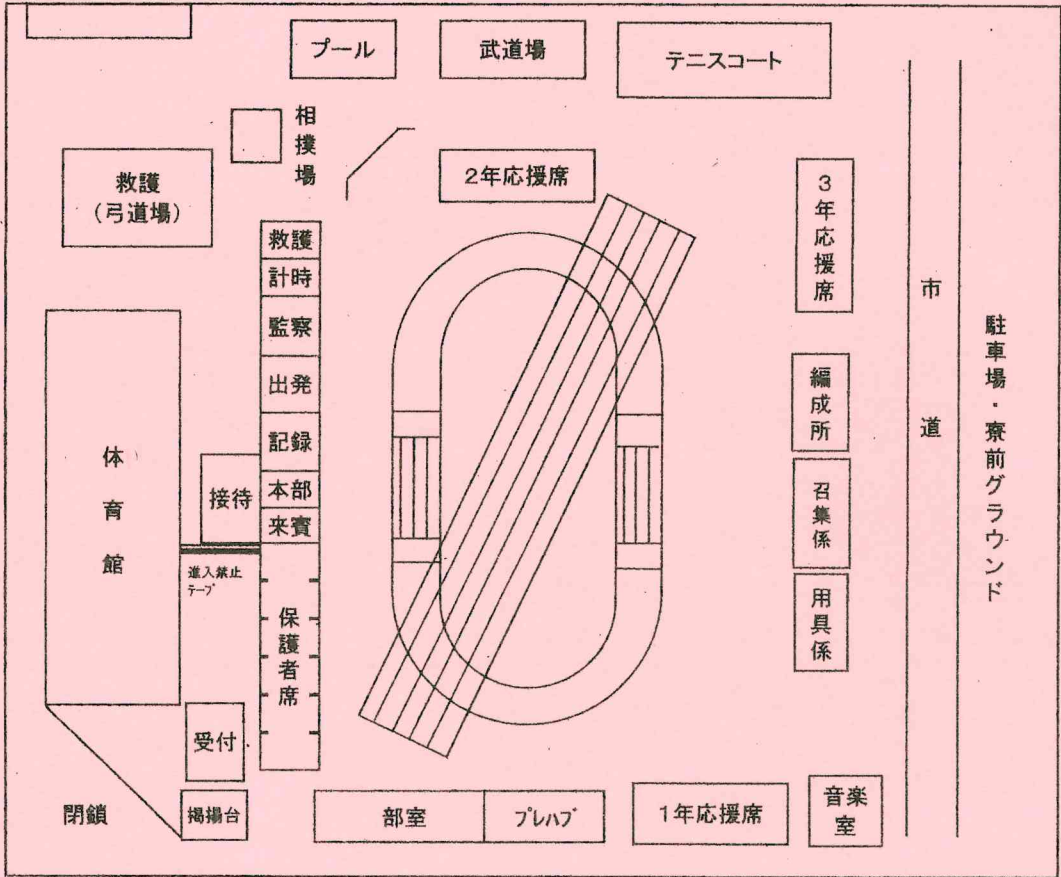 プール
武道場
テニスコート
相撲場
救護
(弓道場)
2年応援席
3年応援席
救護
計時
監察
出発
記録
本部
来賓
接待
進入禁止
テープ
体育館
保護者席
編成所
召集係
用具係
市道
駐車場・寮前グラウンド
受付
閉鎖
掲揚台
部室
プレハブ
1年応援席
音楽
室